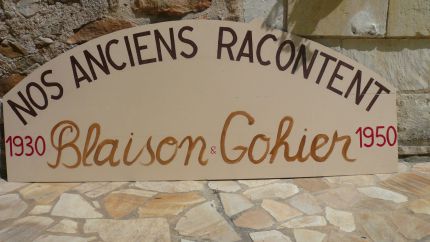 NOS ANCIENS RACONTENT
1930 Blaison & Gohier 1950